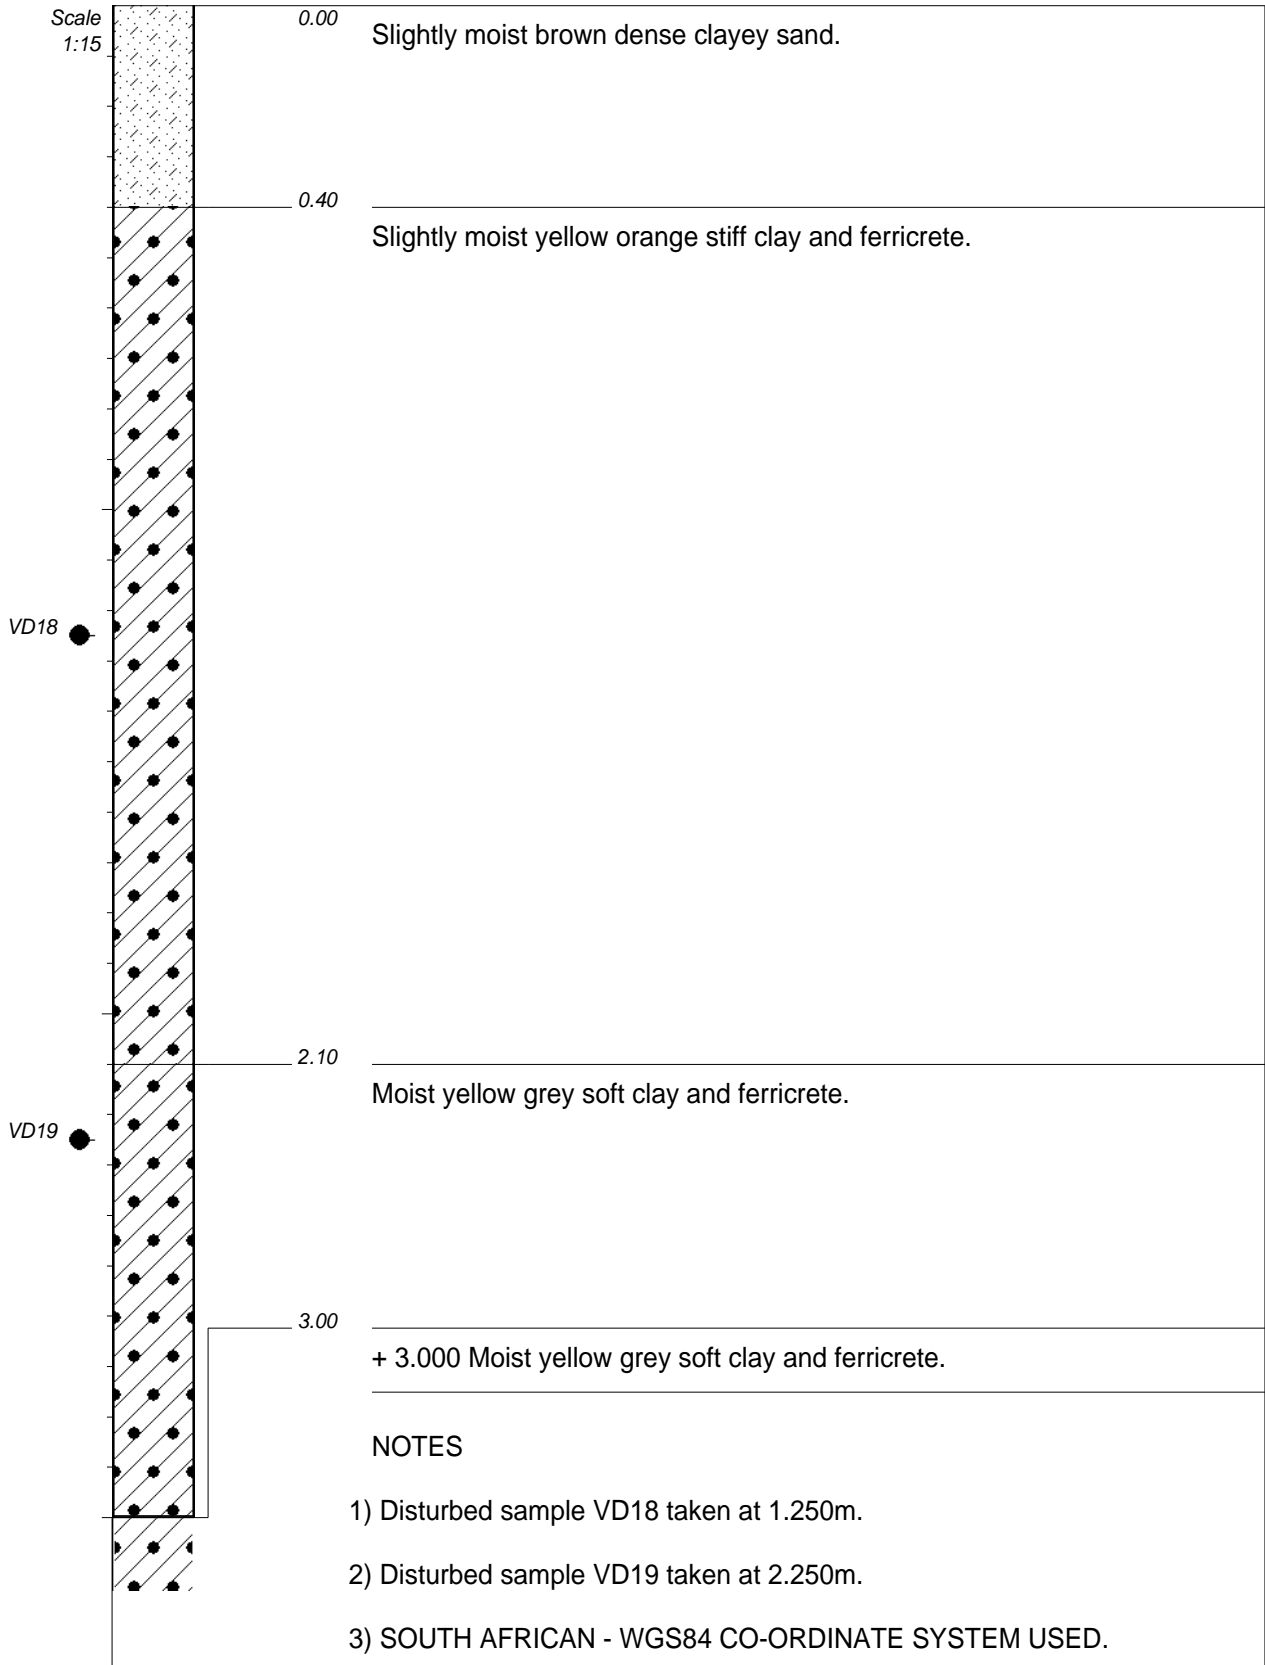 Scale
1:15
0.00
Slightly moist brown dense clayey sand.
0.40
Slightly moist yellow orange stiff clay and ferricrete.
VD18
2.10
Moist yellow grey soft clay and ferricrete.
VD19
3.00
+ 3.000 Moist yellow grey soft clay and ferricrete.
NOTES
1) Disturbed sample VD18 taken at 1.250m.
2) Disturbed sample VD19 taken at 2.250m.
3) SOUTH AFRICAN - WGS84 CO-ORDINATE SYSTEM USED.